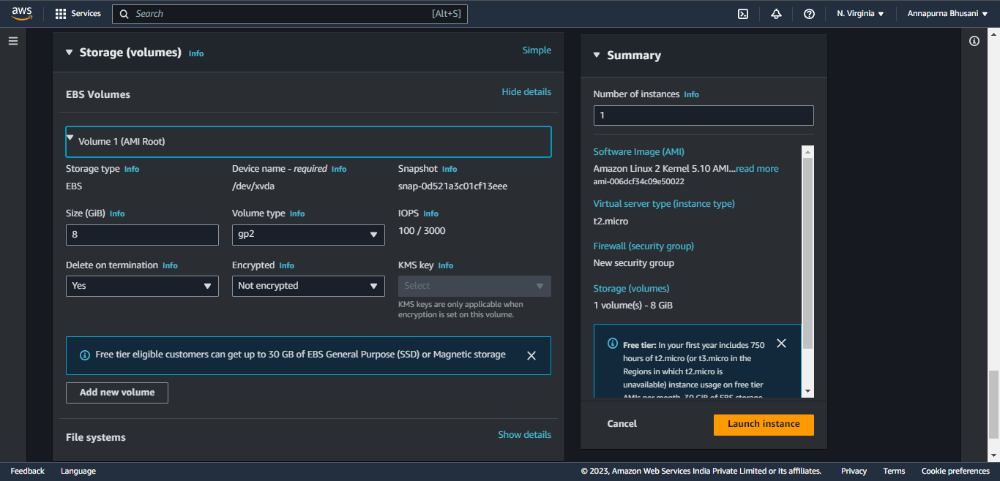 aws Services Search [Alt+S] N. Virginia Annapurna Bhusani
Storage (volumes) Info Simple
EBS Volumes Hide details
Volume 1 (AMI Root)
Storage type Info Device name - required Info Snapshot Info
EBS /dev/xvda snap-0d521a3c01cf13eee
Size (GiB) Info Volume type Info IOPS Info
8 gp2 100 / 3000
Delete on termination Info Encrypted Info KMS key Info
Yes Not encrypted Select
KMS keys are only applicable when
encryption is set on this volume.
Free tier eligible customers can get up to 30 GB of EBS General Purpose (SSD) or Magnetic storage
Add new volume
File systems Show details
Summary
Number of instances Info
1
Software Image (AMI)
Amazon Linux 2 Kernel 5.10 AMI...read more
ami-006dcf34c09e50022
Virtual server type (instance type)
t2.micro
Firewall (security group)
New security group
Storage (volumes)
1 volume(s) - 8 GiB
Free tier: In your first year includes 750
hours of t2.micro (or t3.micro in the
Regions in which t2.micro is
unavailable) instance usage on free tier
AMIs per month, 30 GiB of EBS storage,
Cancel Launch instance
Feedback Language © 2023, Amazon Web Services India Private Limited or its affiliates. Privacy Terms Cookie preferences